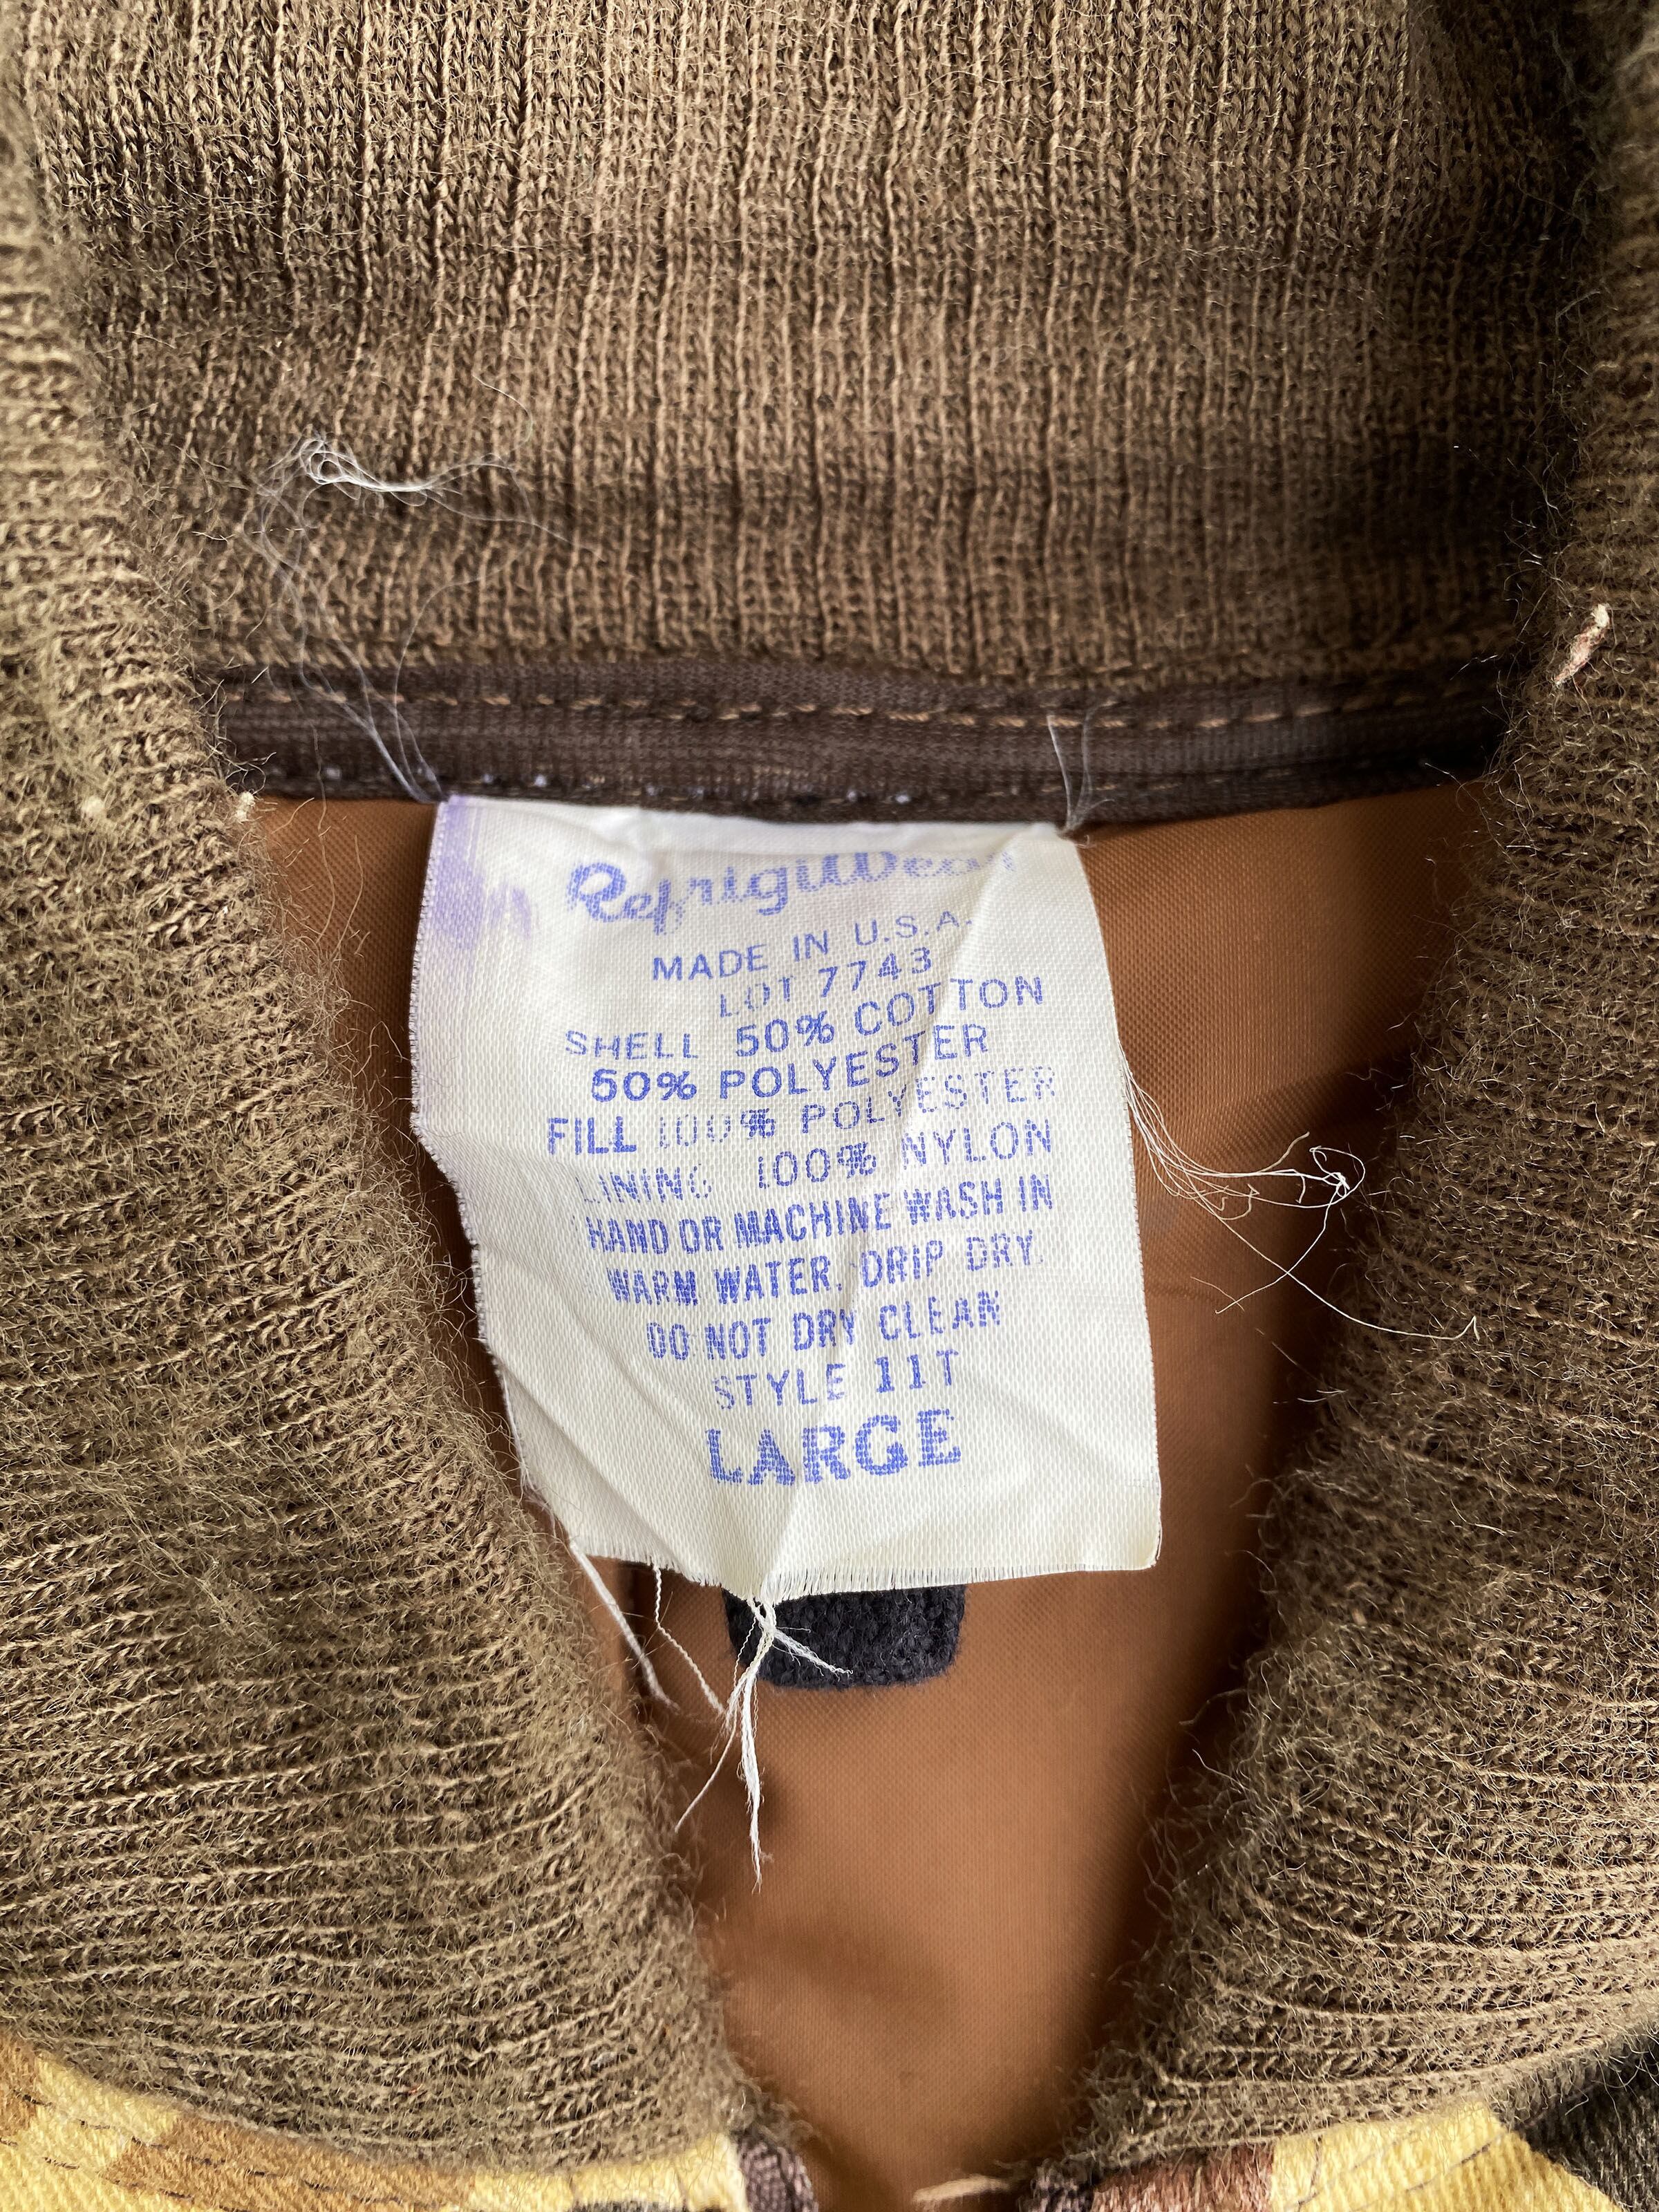 RefrigiWear
MADE IN U.S.A.
LOT 7743
SHELL 50% COTTON
50% POLYESTER
FILL 100% POLYESTER
LINING 100% NYLON
HAND OR MACHINE WASH IN
WARM WATER, DRIP DRY.
DO NOT DRY CLEAN
STYLE 11T
LARGE